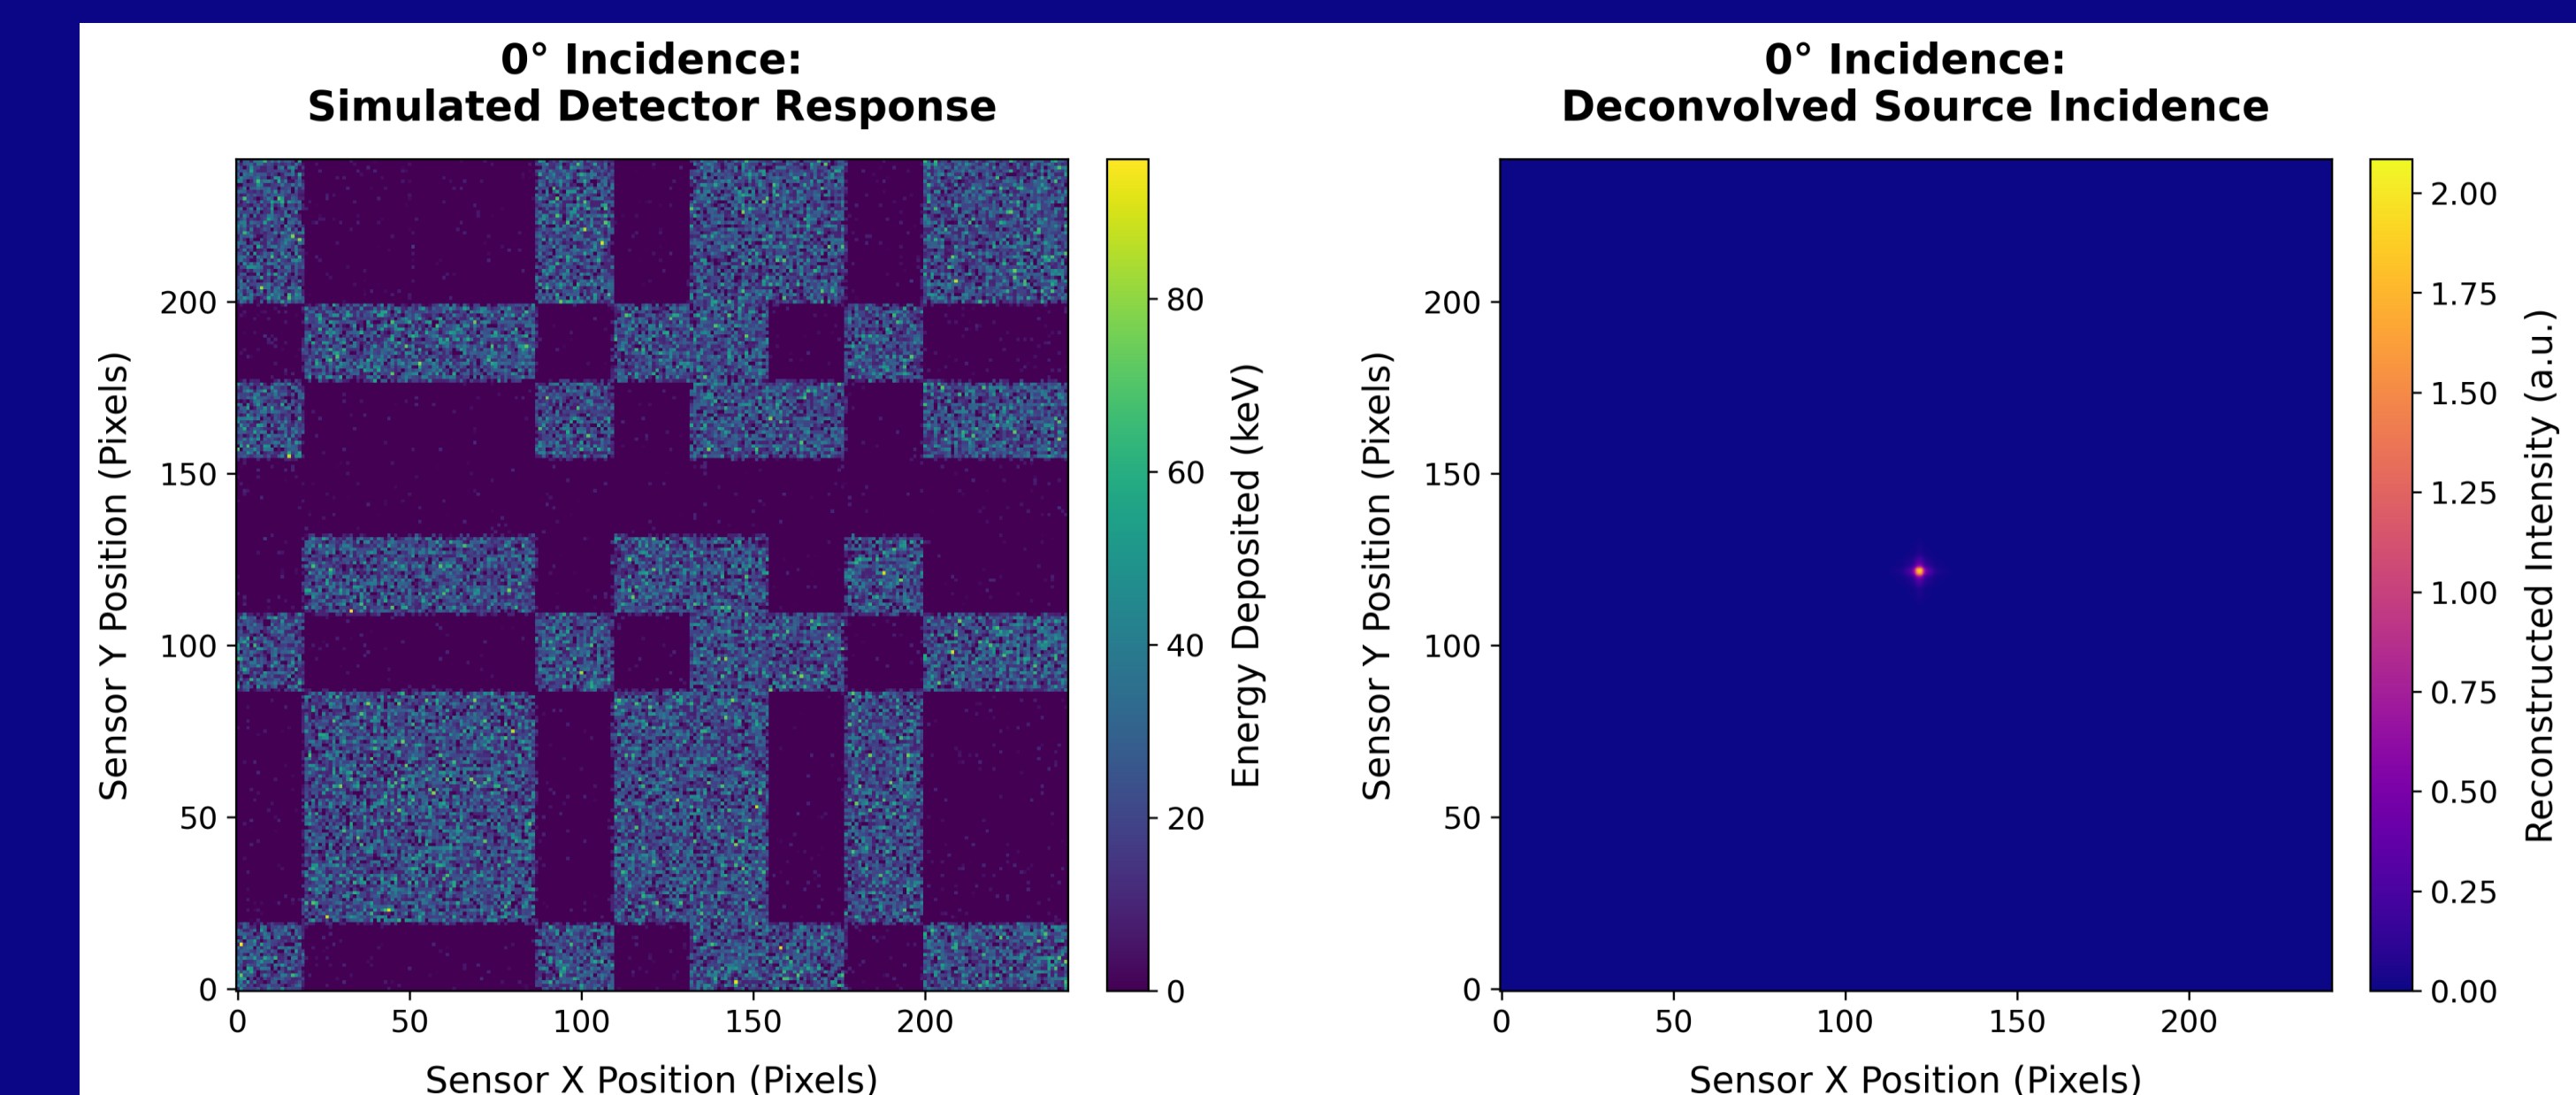 0° Incidence:
Simulated Detector Response
Sensor Y Position (Pixels)
200
150
100
50
0
0 50 100 150 200
Sensor X Position (Pixels)
80
60
40
20
0
Energy Deposited (keV)
0° Incidence:
Deconvolved Source Incidence
Sensor Y Position (Pixels)
200
150
100
50
0
0 50 100 150 200
Sensor X Position (Pixels)
2.00
1.75
1.50
1.25
1.00
0.75
0.50
0.25
0.00
Reconstructed Intensity (a.u.)